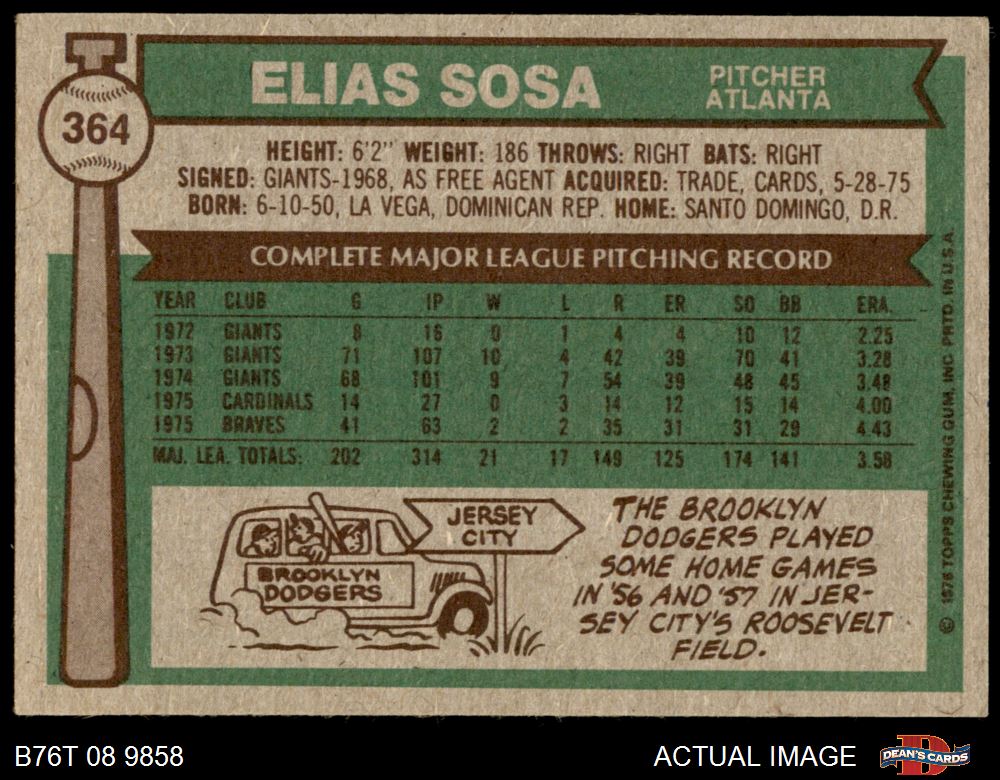 364
ELIAS SOSA
PITCHER
ATLANTA
HEIGHT: 6'2" WEIGHT: 186 THROWS: RIGHT BATS: RIGHT
SIGNED: GIANTS-1968, AS FREE AGENT ACQUIRED: TRADE, CARDS, 5-28-75
BORN: 6-10-50, LA VEGA, DOMINICAN REP. HOME: SANTO DOMINGO, D.R.
COMPLETE MAJOR LEAGUE PITCHING RECORD
YEAR CLUB G IP W L R ER SO BB ERA.
1972 GIANTS 8 16 0 1 4 4 10 12 2.25
1973 GIANTS 71 107 10 4 42 39 70 41 3.28
1974 GIANTS 68 101 9 7 54 39 48 45 3.48
1975 CARDINALS 14 27 0 3 14 12 15 14 4.00
1975 BRAVES 41 63 2 2 35 31 31 29 4.43
MAJ. LEA. TOTALS: 202 314 21 17 149 125 174 141 3.58
JERSEY
CITY
BROOKLYN
DODGERS
THE BROOKLYN
DODGERS PLAYED
SOME HOME GAMES
IN '56 AND '57 IN JER-
SEY CITY'S ROOSEVELT
FIELD.
© 1976 TOPPS CHEWING GUM, INC. PRTD. IN U.S.A.
B76T 08 9858
ACTUAL IMAGE
D
DEAN'S CARDS